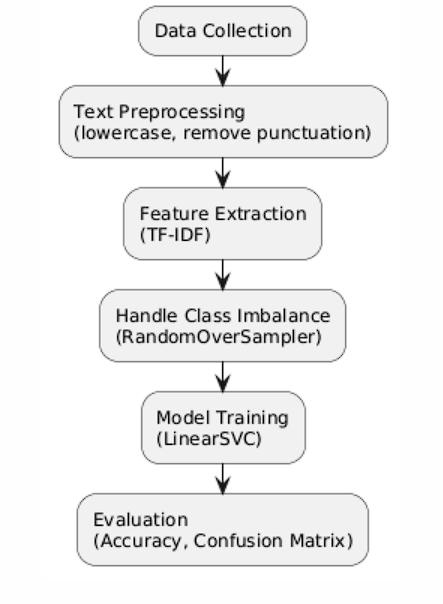 Data Collection
Text Preprocessing
(lowercase, remove punctuation)
Feature Extraction
(TF-IDF)
Handle Class Imbalance
(RandomOverSampler)
Model Training
(LinearSVC)
Evaluation
(Accuracy, Confusion Matrix)